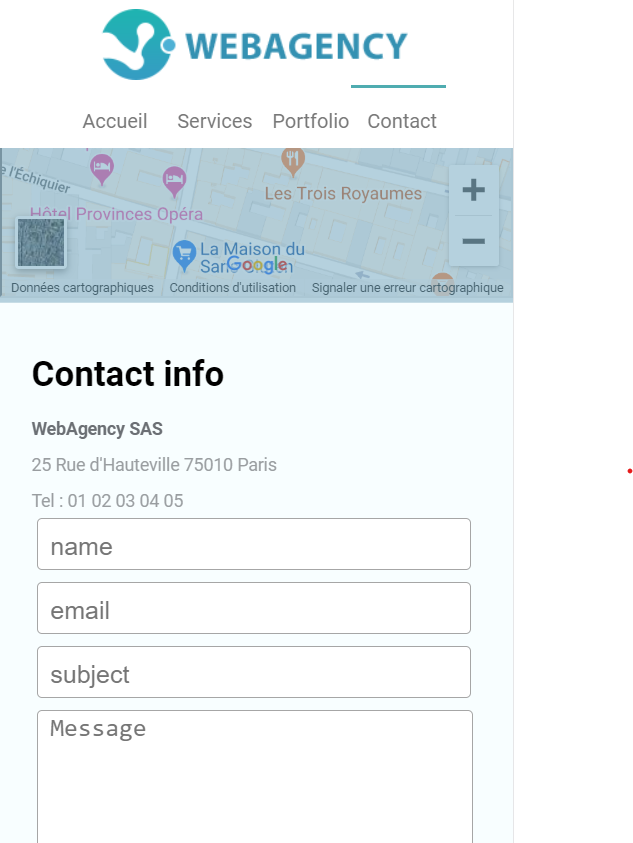 WEBAGENCY
Accueil Services Portfolio Contact
e l'Échiquier
Les Trois Royaumes
Hôtel Provinces Opéra
La Maison du
Google
Données cartographiques Conditions d'utilisation Signaler une erreur cartographique
Contact info
WebAgency SAS
25 Rue d'Hauteville 75010 Paris
Tel : 01 02 03 04 05
name
email
subject
Message